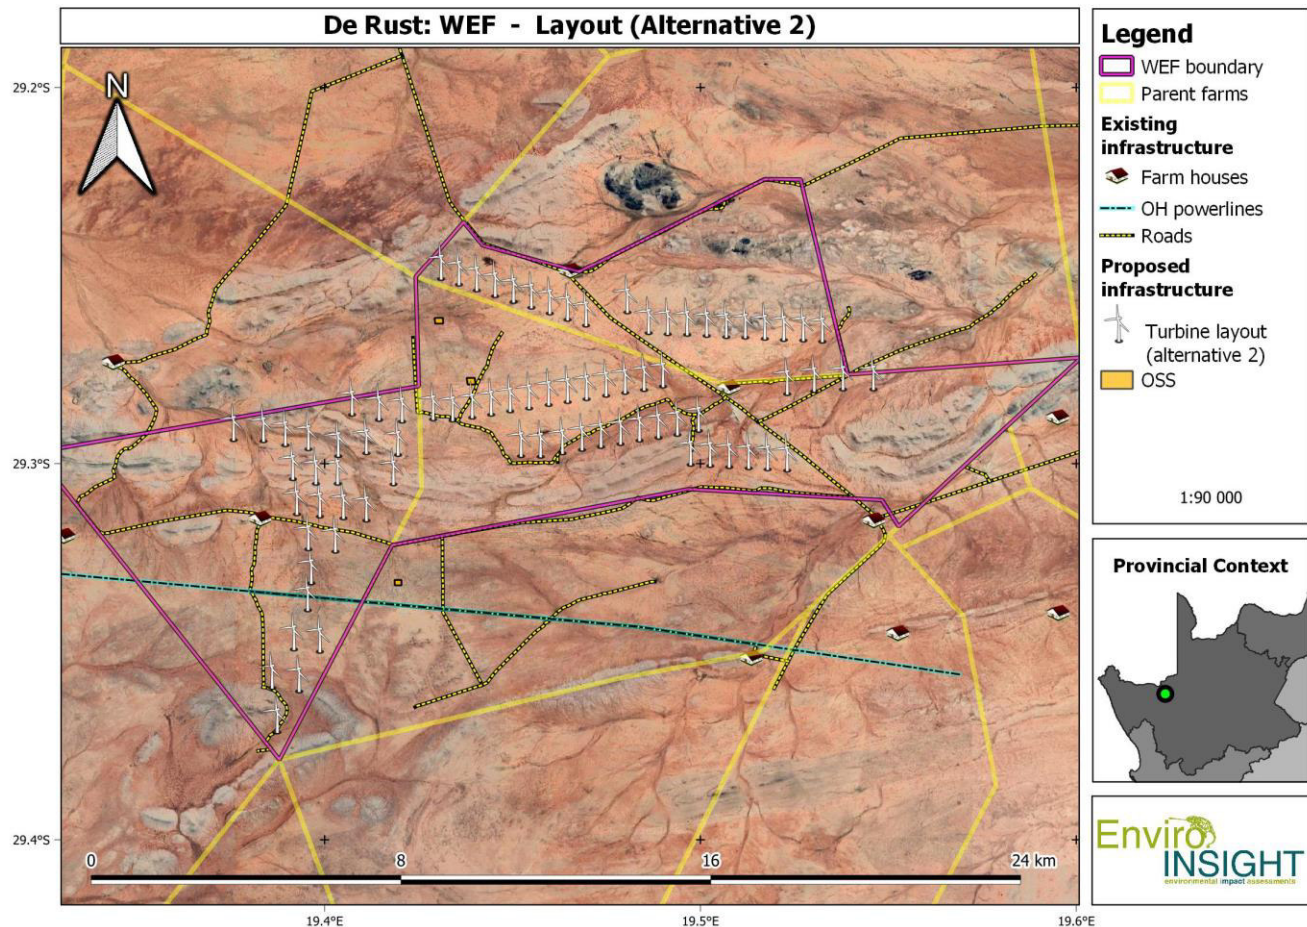 De Rust: WEF - Layout (Alternative 2)
N
29.2°S
29.3°S
29.4°S
0
8
16
24 km
19.4°E
19.5°E
19.6°E
Legend
WEF boundary
Parent farms
Existing
infrastructure
Farm houses
OH powerlines
Roads
Proposed
infrastructure
Turbine layout
(alternative 2)
OSS
1:90 000
Provincial Context
Enviro
INSIGHT
environmental impact assessments